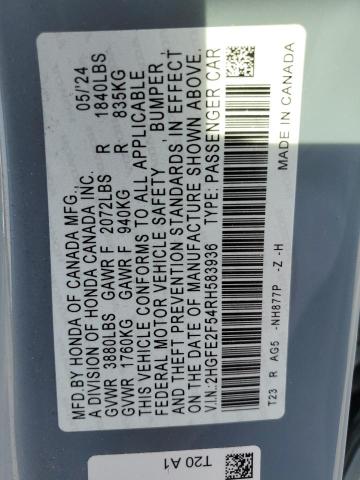 MFD.BY HONDA OF CANADA MFG., 05/'24
A DIVISION OF HONDA CANADA INC.
GVWR 3880LBS GAWR F 2072LBS R 1840LBS
GVWR 1760KG GAWR F 940KG R 835KG
THIS VEHICLE CONFORMS TO ALL APPLICABLE
FEDERAL MOTOR VEHICLE SAFETY, BUMPER,
AND THEFT PREVENTION STANDARDS IN EFFECT
ON THE DATE OF MANUFACTURE SHOWN ABOVE.
V.I.N.:2HGFE2F54RH583936 TYPE: PASSENGER CAR
T23 R AG5 -NH877P -Z -H MADE IN CANADA
T20 A1